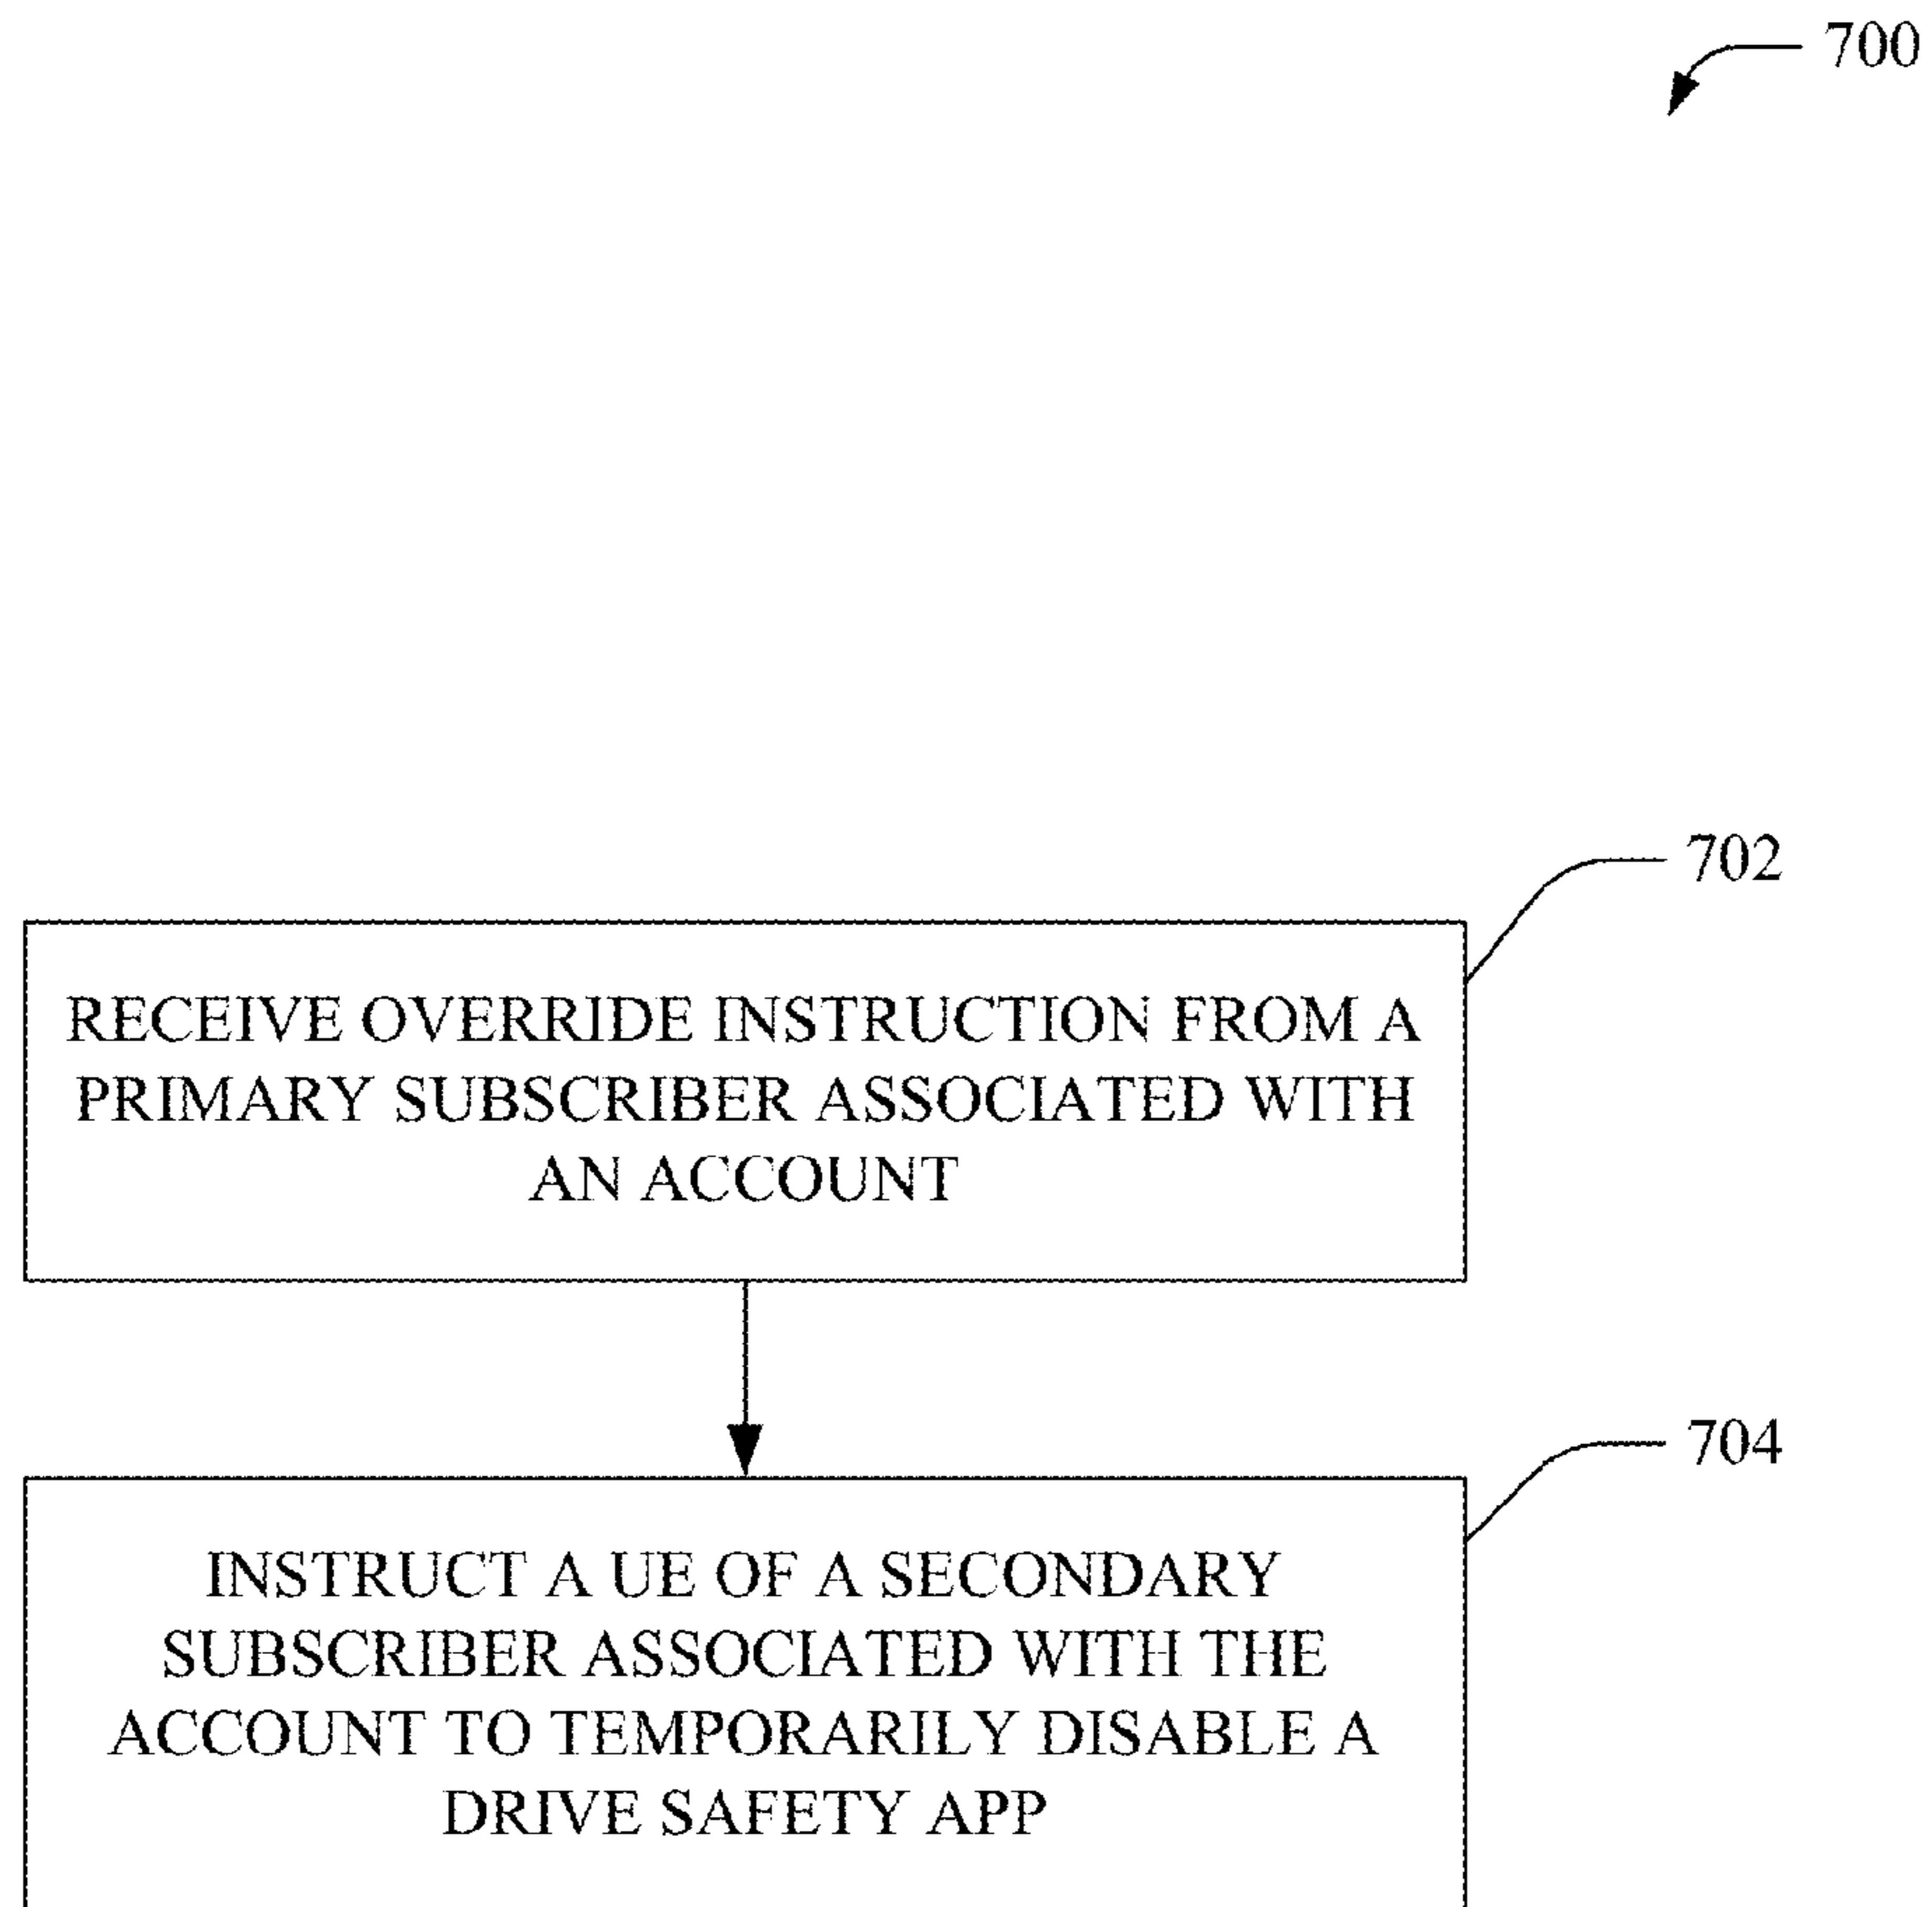 700
702
RECEIVE OVERRIDE INSTRUCTION FROM A
PRIMARY SUBSCRIBER ASSOCIATED WITH
AN ACCOUNT
704
INSTRUCT A UE OF A SECONDARY
SUBSCRIBER ASSOCIATED WITH THE
ACCOUNT TO TEMPORARILY DISABLE A
DRIVE SAFETY APP